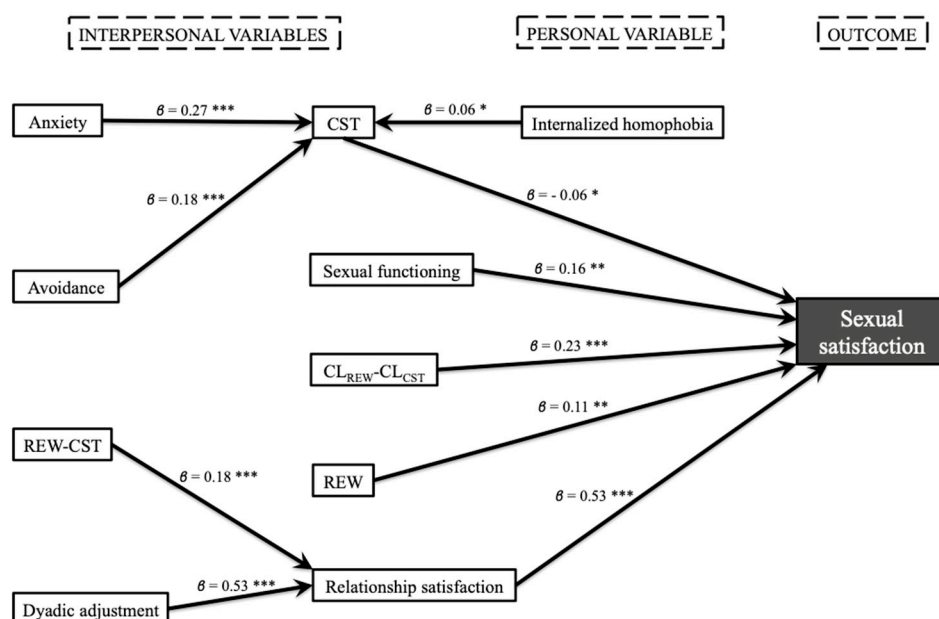 INTERPERSONAL VARIABLES
PERSONAL VARIABLE
OUTCOME
Anxiety
β = 0.27 ***
CST
β = 0.06 *
Internalized homophobia
β = 0.18 ***
β = - 0.06 *
Avoidance
Sexual functioning
β = 0.16 **
Sexual
satisfaction
CL_REW-CL_CST
β = 0.23 ***
β = 0.11 **
REW-CST
β = 0.18 ***
REW
β = 0.53 ***
Dyadic adjustment
β = 0.53 ***
Relationship satisfaction